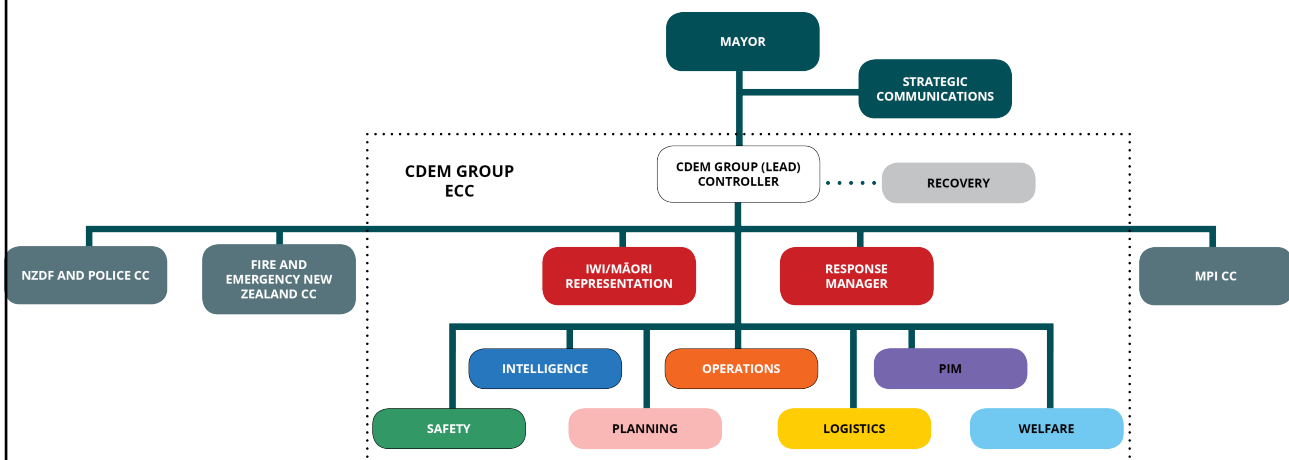 MAYOR
STRATEGIC
COMMUNICATIONS
CDEM GROUP
ECC
CDEM GROUP (LEAD)
CONTROLLER
RECOVERY
NZDF AND POLICE CC
FIRE AND
EMERGENCY NEW
ZEALAND CC
IWI/MĀORI
REPRESENTATION
RESPONSE
MANAGER
MPI CC
INTELLIGENCE
OPERATIONS
PIM
SAFETY
PLANNING
LOGISTICS
WELFARE